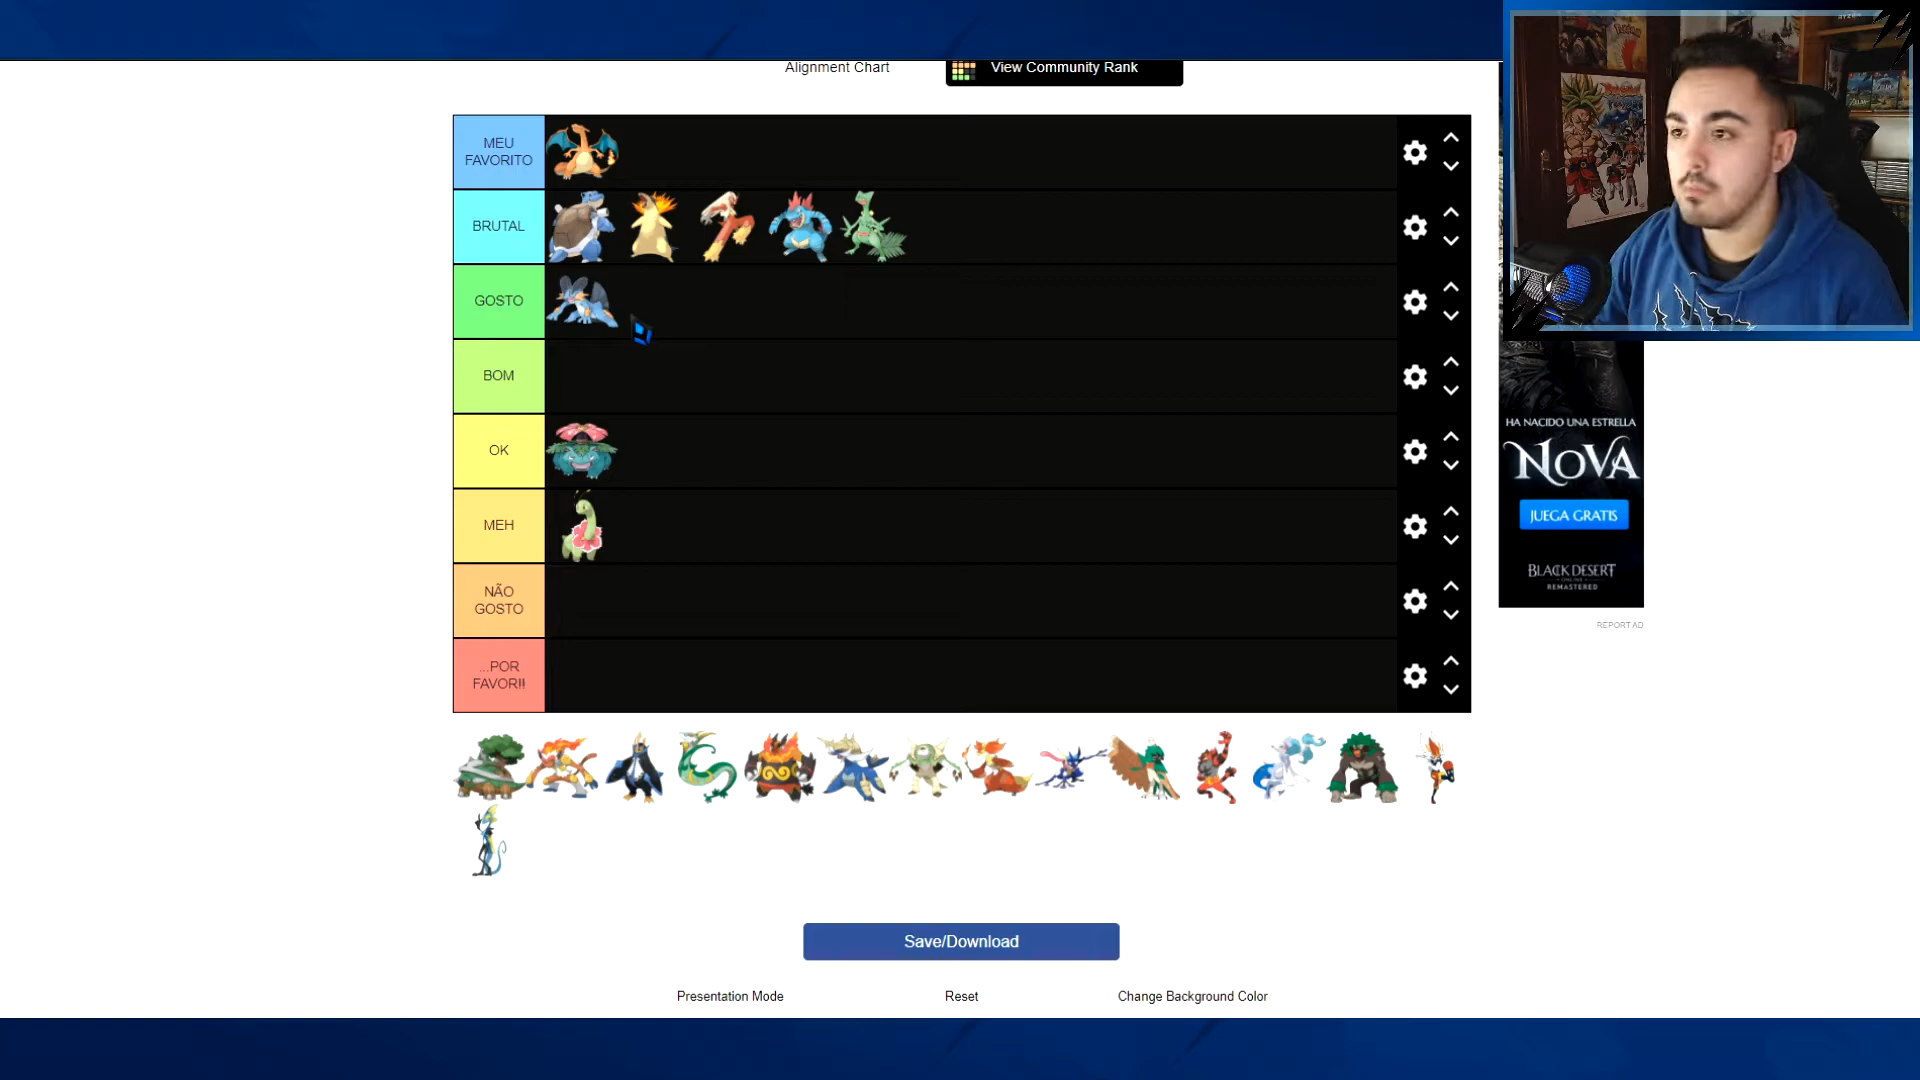 Alignment Chart
View Community Rank
MEU
FAVORITO
BRUTAL
GOSTO
BOM
OK
MEH
NÃO
GOSTO
...POR
FAVOR!!
HA NACIDO UNA ESTRELLA
NOVA
JUEGA GRATIS
BLACK DESERT
ONLINE
REMASTERED
REPORT AD
Save/Download
Presentation Mode
Reset
Change Background Color